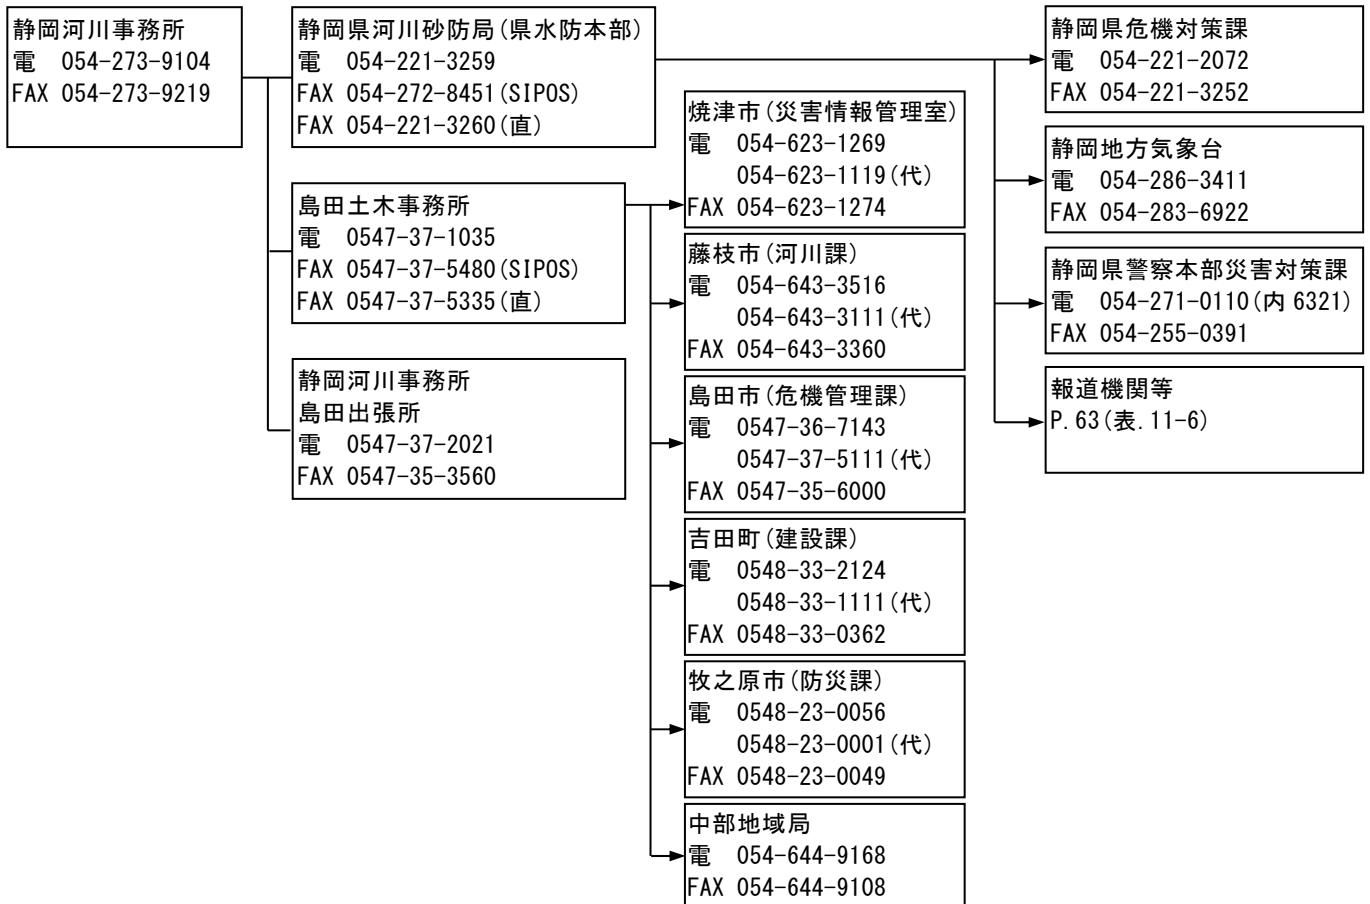 静岡河川事務所
電 054-273-9104
FAX 054-273-9219
静岡県河川砂防局(県水防本部)
電 054-221-3259
FAX 054-272-8451(SIPOS)
FAX 054-221-3260(直)
島田土木事務所
電 0547-37-1035
FAX 0547-37-5480(SIPOS)
FAX 0547-37-5335(直)
静岡河川事務所
島田出張所
電 0547-37-2021
FAX 0547-35-3560
焼津市(災害情報管理室)
電 054-623-1269
054-623-1119(代)
FAX 054-623-1274
藤枝市(河川課)
電 054-643-3516
054-643-3111(代)
FAX 054-643-3360
島田市(危機管理課)
電 0547-36-7143
0547-37-5111(代)
FAX 0547-35-6000
吉田町(建設課)
電 0548-33-2124
0548-33-1111(代)
FAX 0548-33-0362
牧之原市(防災課)
電 0548-23-0056
0548-23-0001(代)
FAX 0548-23-0049
中部地域局
電 054-644-9168
FAX 054-644-9108
静岡県危機対策課
電 054-221-2072
FAX 054-221-3252
静岡地方気象台
電 054-286-3411
FAX 054-283-6922
静岡県警察本部災害対策課
電 054-271-0110(内 6321)
FAX 054-255-0391
報道機関等
P.63(表.11-6)